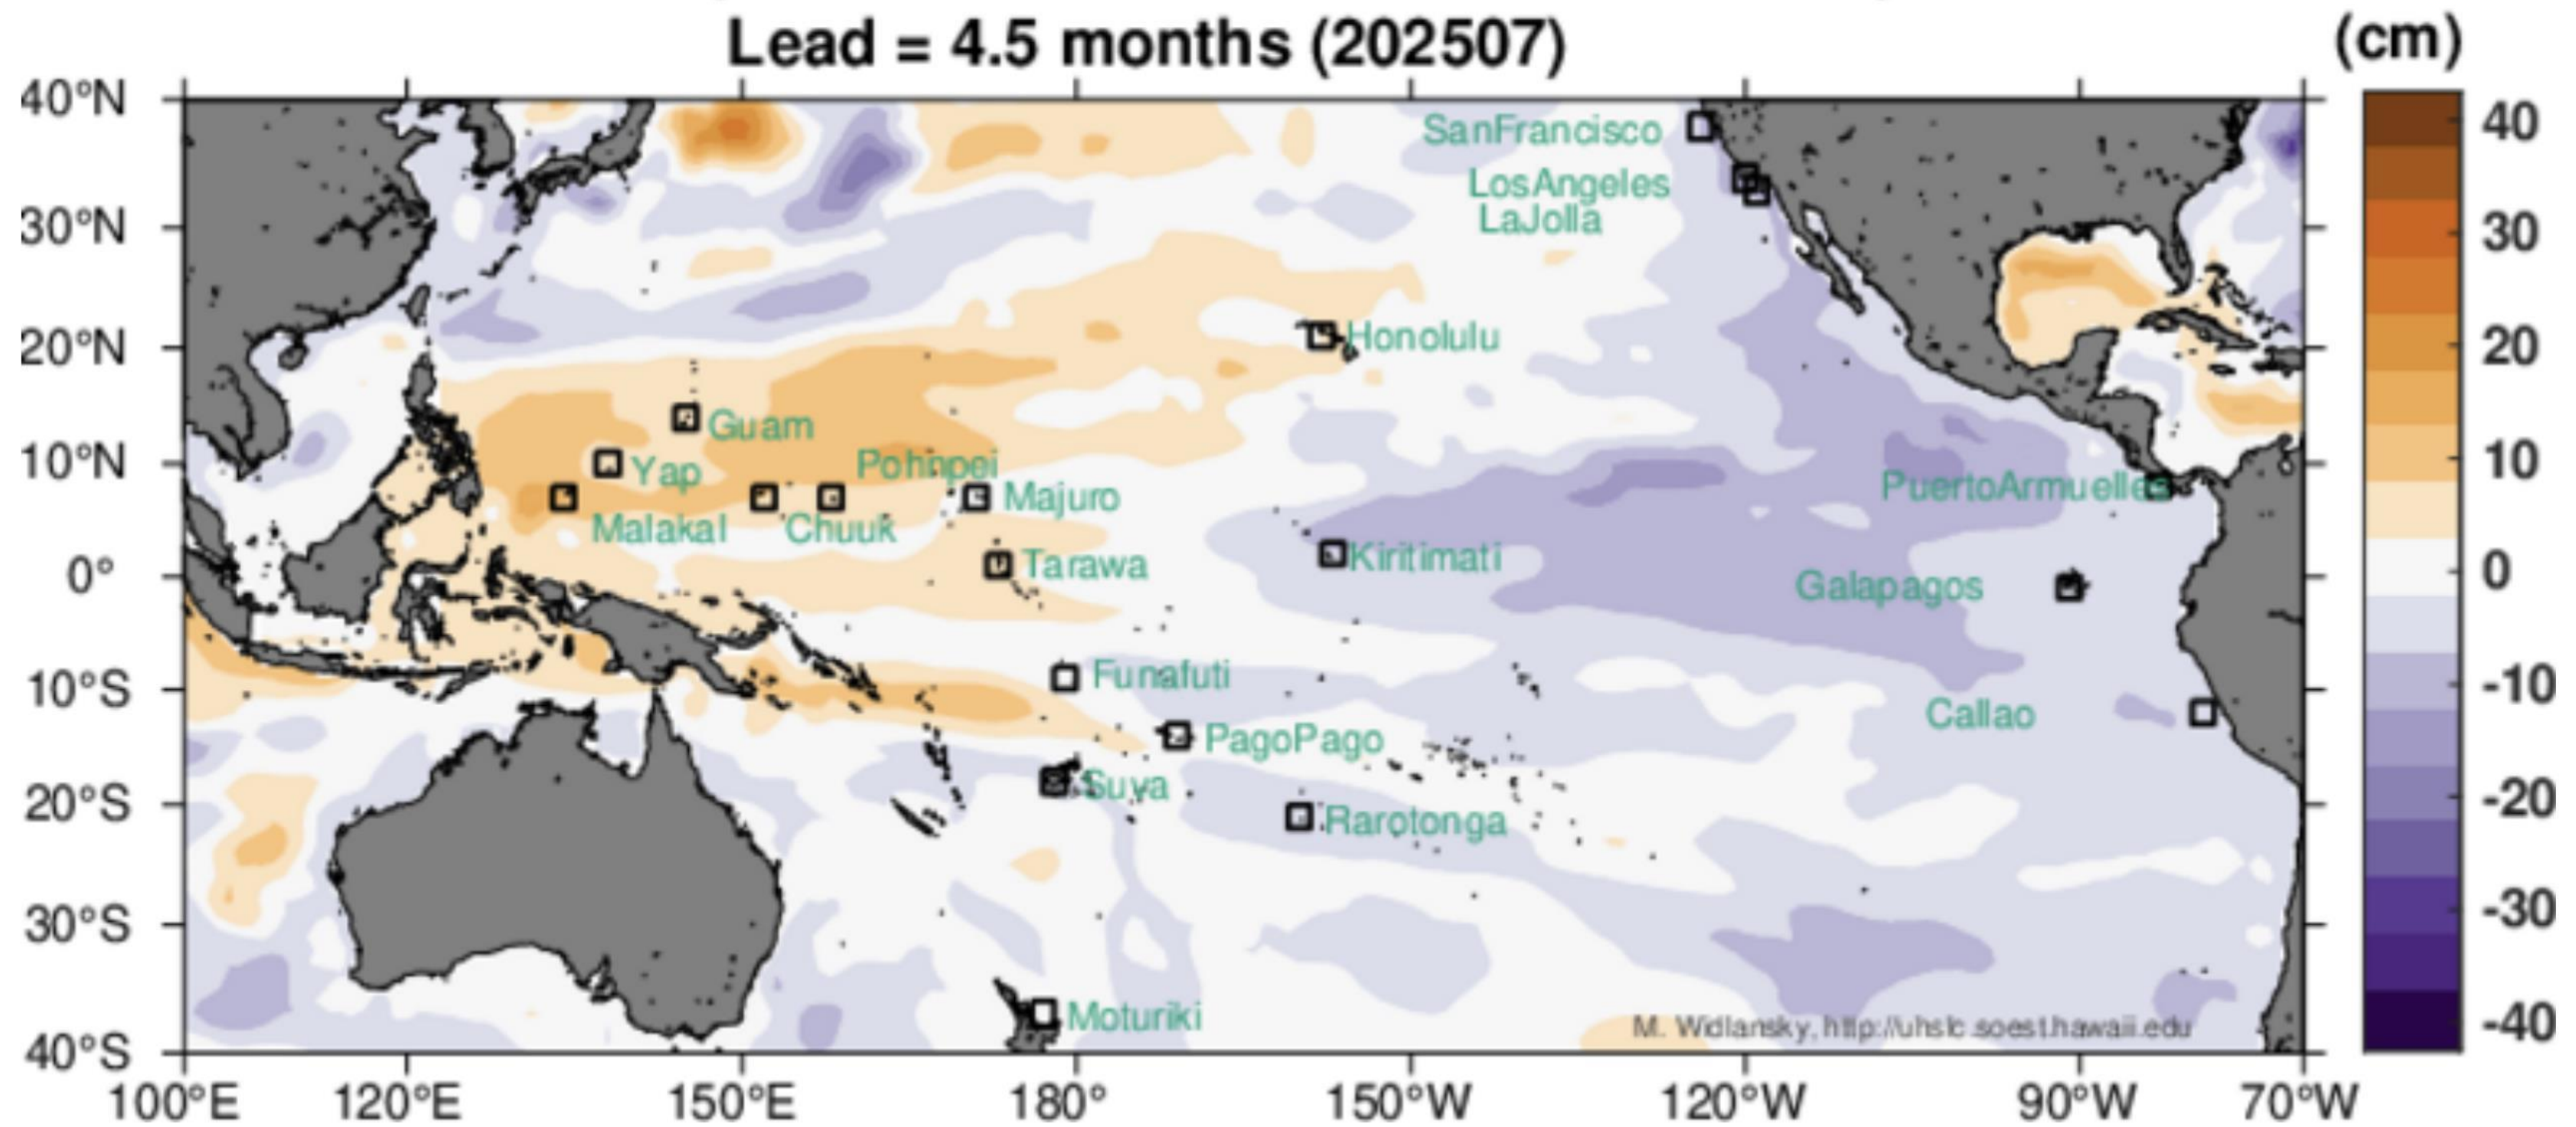 Lead = 4.5 months (202507)
(cm)
40°N
30°N
20°N
10°N
0°
10°S
20°S
30°S
40°S
SanFrancisco
LosAngeles
LaJolla
Honolulu
Guam
Yap
Pohnpei
Malakal
Chuuk
Majuro
PuertoArmuelles
Tarawa
Kiritimati
Galapagos
Funafuti
Callao
PagoPago
Suva
Rarotonga
Moturiki
M. Widlansky, http://uhslc.soest.hawaii.edu
100°E 120°E 150°E 180° 150°W 120°W 90°W 70°W
40
30
20
10
0
-10
-20
-30
-40